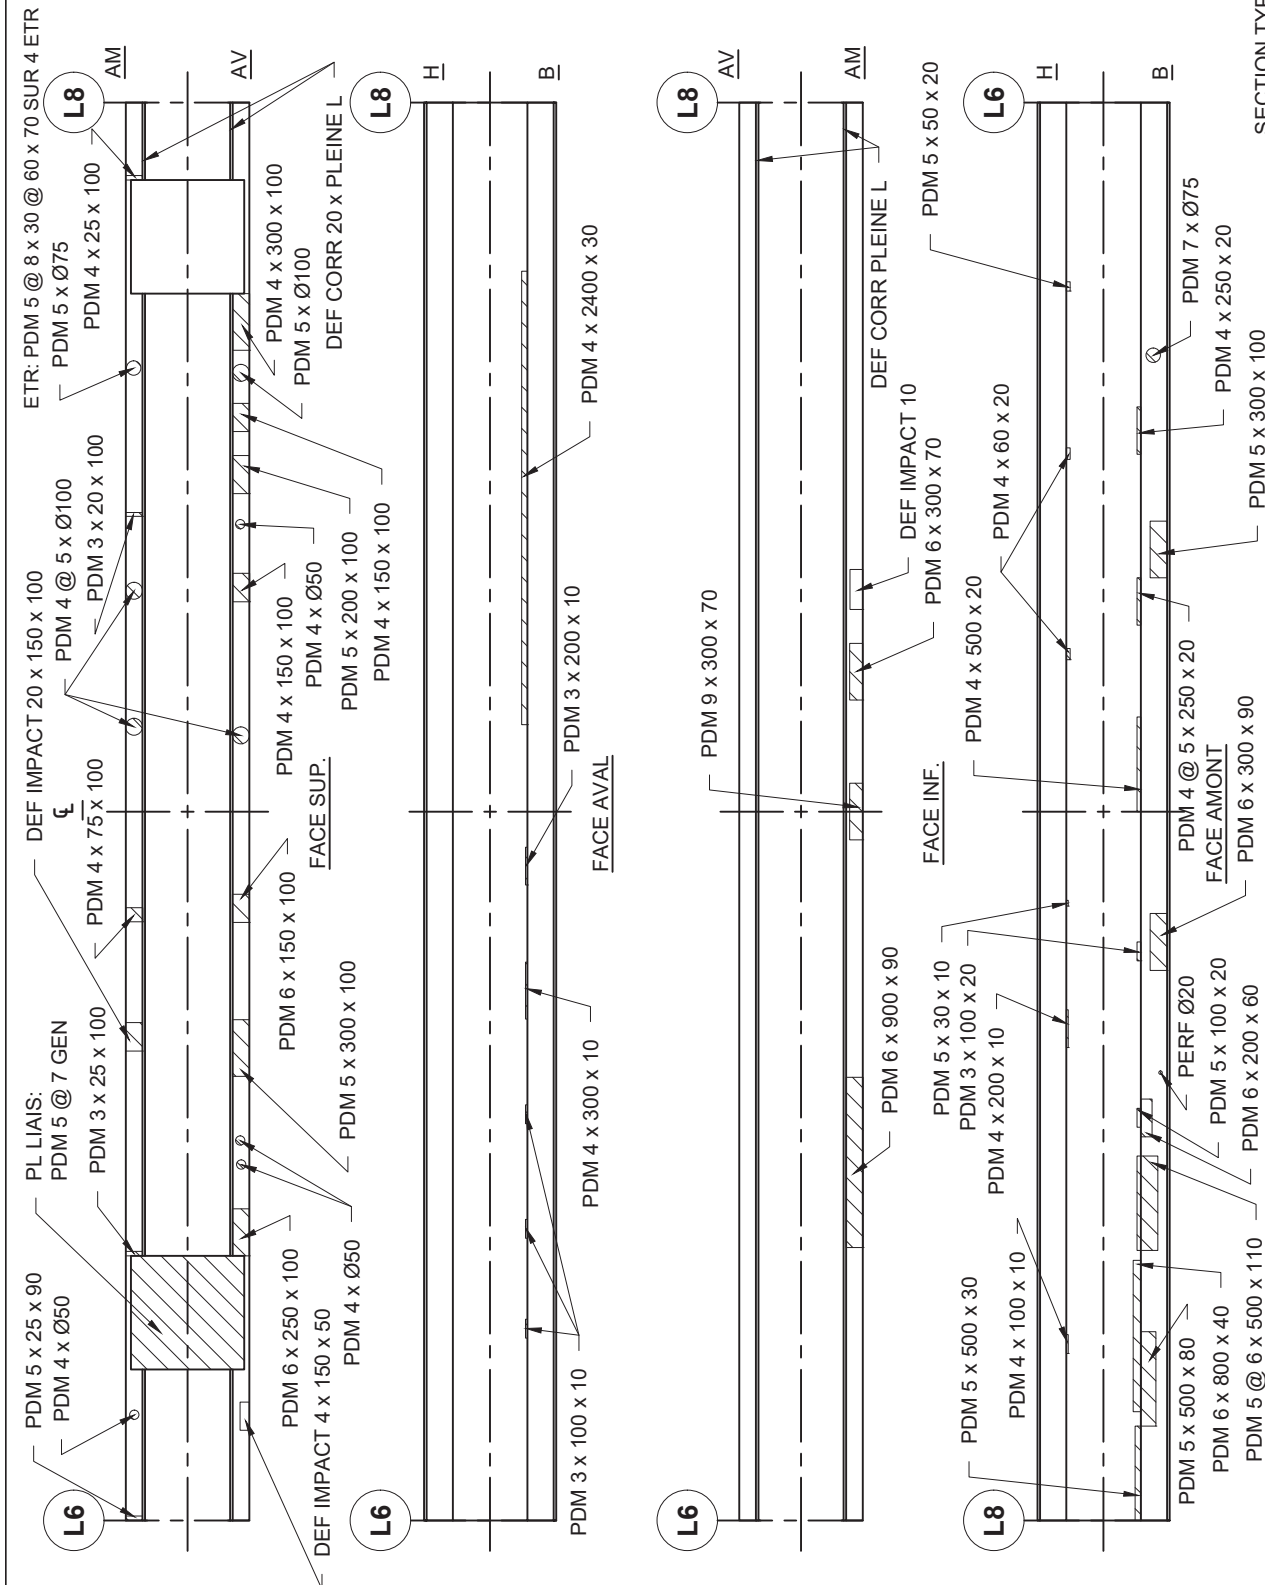 ETR: PDM 5 @ 8 x 30 @ 60 x 70 SUR 4 ETR
PDM 5 x Ø75
PDM 4 x 25 x 100
L8
AM
AV
DEF IMPACT 20 x 150 x 100
PDM 4 @ 5 x Ø100
PDM 3 x 20 x 100
PDM 4 x 75 x 100
PL LIAIS:
PDM 5 @ 7 GEN
PDM 3 x 25 x 100
PDM 5 x 25 x 90
PDM 4 x Ø50
L6
DEF IMPACT 4 x 150 x 50
PDM 6 x 250 x 100
PDM 4 x Ø50
PDM 5 x 300 x 100
PDM 6 x 150 x 100
FACE SUP.
PDM 4 x 150 x 100
PDM 4 x Ø50
PDM 5 x 200 x 100
PDM 4 x 150 x 100
PDM 4 x 300 x 100
PDM 5 x Ø100
DEF CORR 20 x PLEINE L
L6
L8
H
B
PDM 3 x 100 x 10
PDM 4 x 300 x 10
PDM 3 x 200 x 10
PDM 4 x 2400 x 30
FACE AVAL
L6
L8
AV
AM
PDM 6 x 900 x 90
PDM 9 x 300 x 70
DEF IMPACT 10
PDM 6 x 300 x 70
DEF CORR PLEINE L
FACE INF.
L8
L6
H
B
PDM 5 x 500 x 30
PDM 4 x 100 x 10
PDM 5 x 30 x 10
PDM 3 x 100 x 20
PDM 4 x 200 x 10
PDM 4 x 500 x 20
PDM 4 x 60 x 20
PDM 5 x 50 x 20
PDM 5 x 500 x 80
PDM 6 x 800 x 40
PDM 5 @ 6 x 500 x 110
PERF Ø20
PDM 5 x 100 x 20
PDM 6 x 200 x 60
PDM 4 @ 5 x 250 x 20
FACE AMONT
PDM 6 x 300 x 90
PDM 7 x Ø75
PDM 4 x 250 x 20
PDM 5 x 300 x 100
SECTION